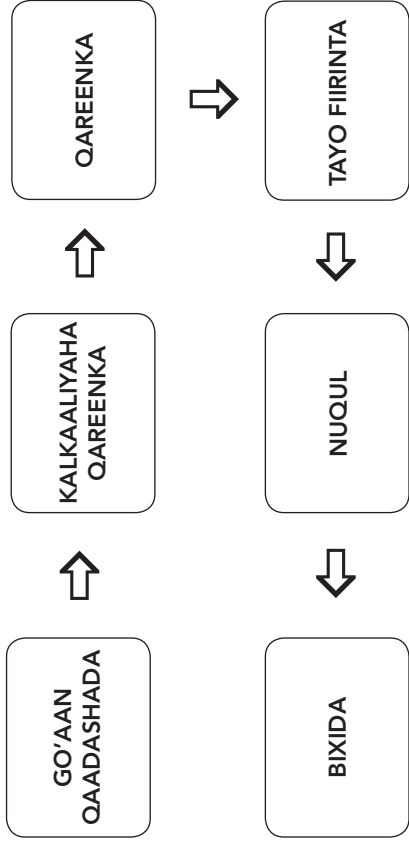 GO'AAN
QAADASHADA
KALKAALIYAHA
QAREENKA
QAREENKA
TAYO FIIRINTA
NUQUL
BIXIDA